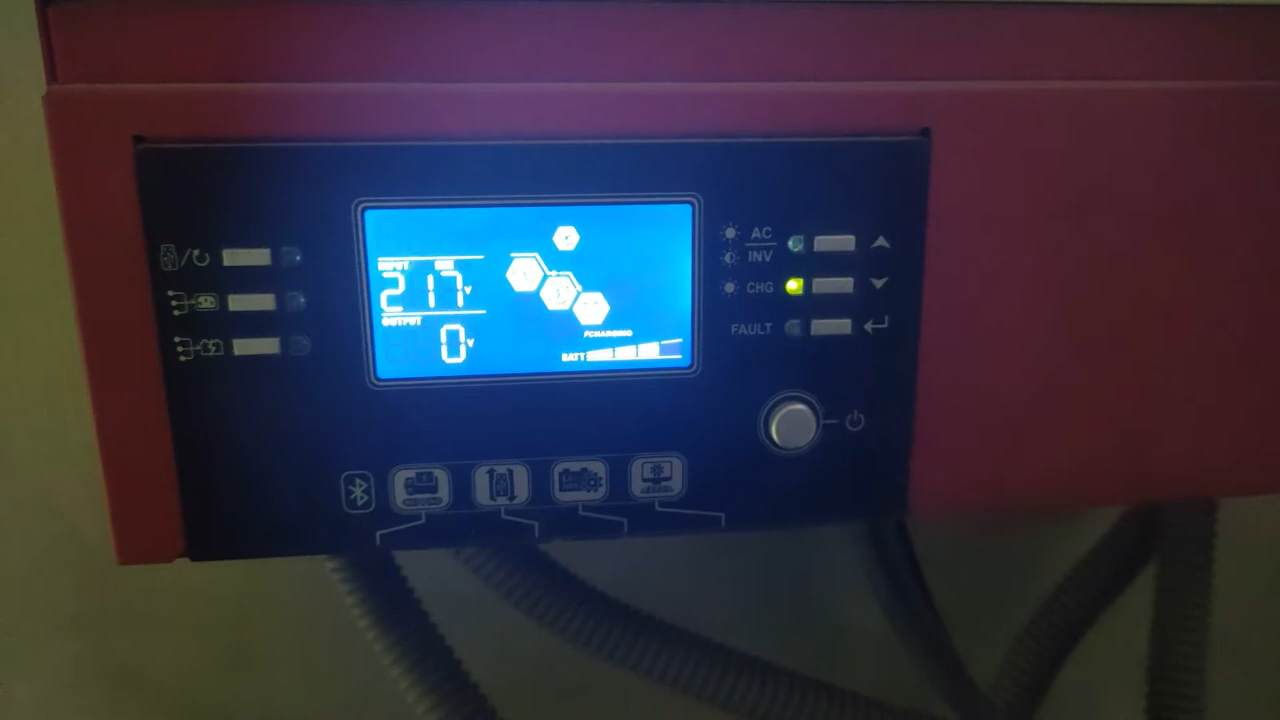 INPUT
217V
OUTPUT
0V
CHARGING
BATT
AC
INV
CHG
FAULT